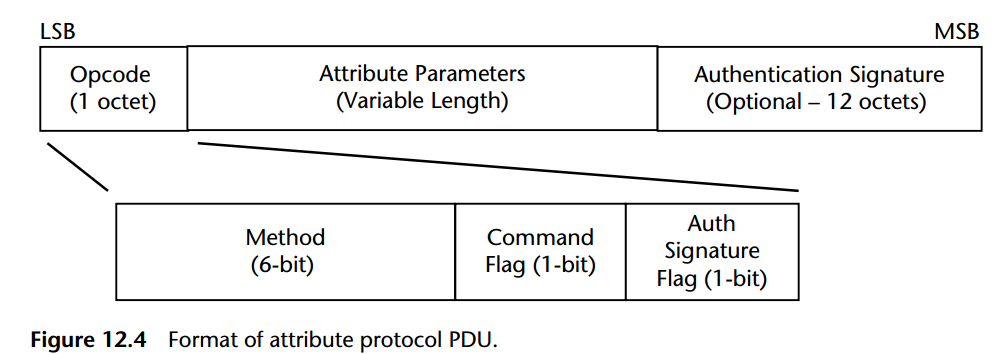 LSB
MSB
Opcode
(1 octet)
Attribute Parameters
(Variable Length)
Authentication Signature
(Optional – 12 octets)
Method
(6-bit)
Command
Flag (1-bit)
Auth
Signature
Flag (1-bit)
Figure 12.4 Format of attribute protocol PDU.